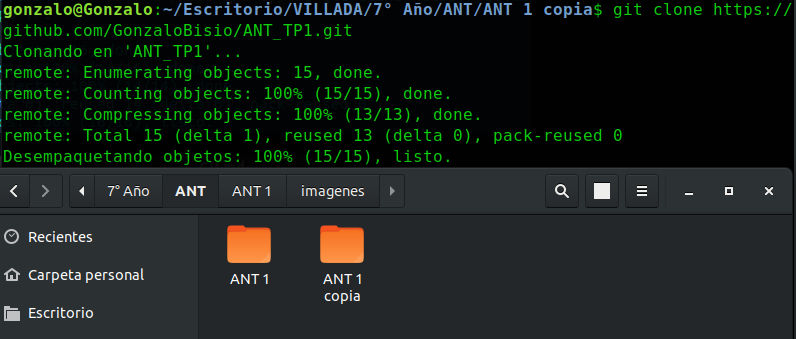 gonzalo@Gonzalo:~/Escritorio/VILLADA/7° Año/ANT/ANT 1 copia$ git clone https://
github.com/GonzaloBisio/ANT_TP1.git
Clonando en 'ANT_TP1'...
remote: Enumerating objects: 15, done.
remote: Counting objects: 100% (15/15), done.
remote: Compressing objects: 100% (13/13), done.
remote: Total 15 (delta 1), reused 13 (delta 0), pack-reused 0
Desempaquetando objetos: 100% (15/15), listo.
7° Año ANT ANT 1 imagenes
Recientes
Carpeta personal
Escritorio
ANT 1
ANT 1
copia